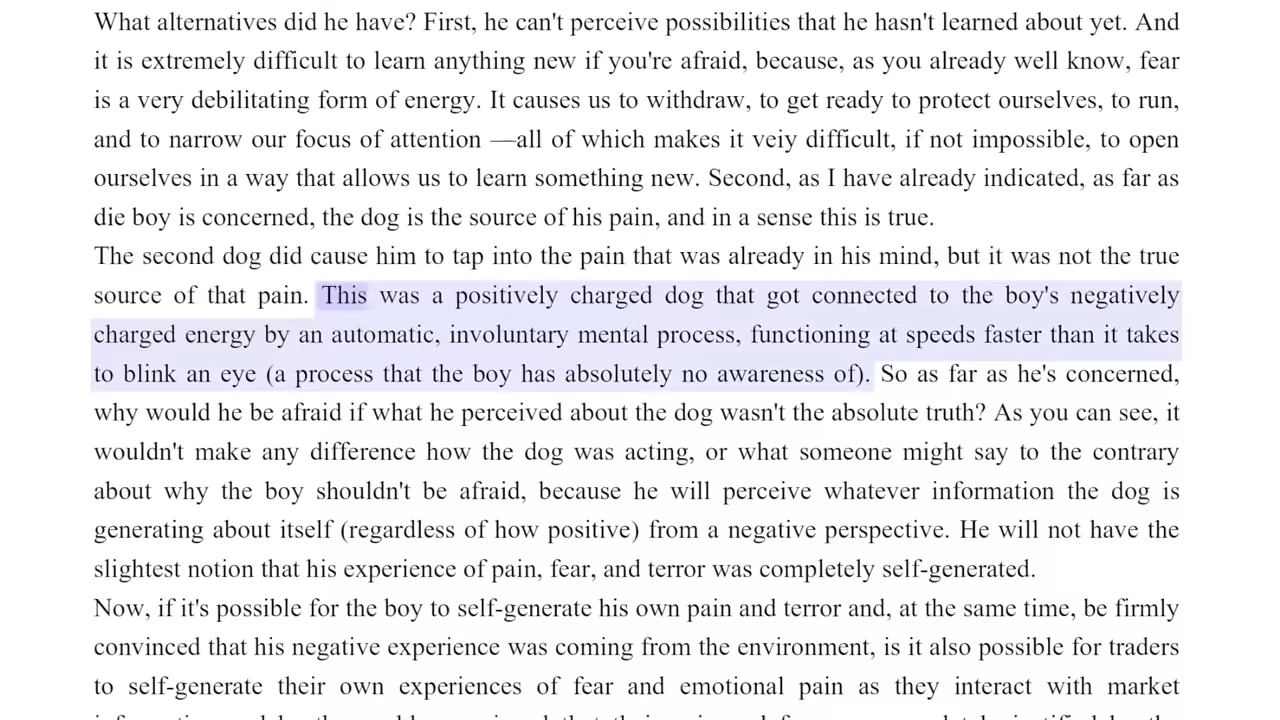 What alternatives did he have? First, he can't perceive possibilities that he hasn't learned about yet. And
it is extremely difficult to learn anything new if you're afraid, because, as you already well know, fear
is a very debilitating form of energy. It causes us to withdraw, to get ready to protect ourselves, to run,
and to narrow our focus of attention —all of which makes it veiy difficult, if not impossible, to open
ourselves in a way that allows us to learn something new. Second, as I have already indicated, as far as
die boy is concerned, the dog is the source of his pain, and in a sense this is true.
The second dog did cause him to tap into the pain that was already in his mind, but it was not the true
source of that pain. This was a positively charged dog that got connected to the boy's negatively
charged energy by an automatic, involuntary mental process, functioning at speeds faster than it takes
to blink an eye (a process that the boy has absolutely no awareness of). So as far as he's concerned,
why would he be afraid if what he perceived about the dog wasn't the absolute truth? As you can see, it
wouldn't make any difference how the dog was acting, or what someone might say to the contrary
about why the boy shouldn't be afraid, because he will perceive whatever information the dog is
generating about itself (regardless of how positive) from a negative perspective. He will not have the
slightest notion that his experience of pain, fear, and terror was completely self-generated.
Now, if it's possible for the boy to self-generate his own pain and terror and, at the same time, be firmly
convinced that his negative experience was coming from the environment, is it also possible for traders
to self-generate their own experiences of fear and emotional pain as they interact with market